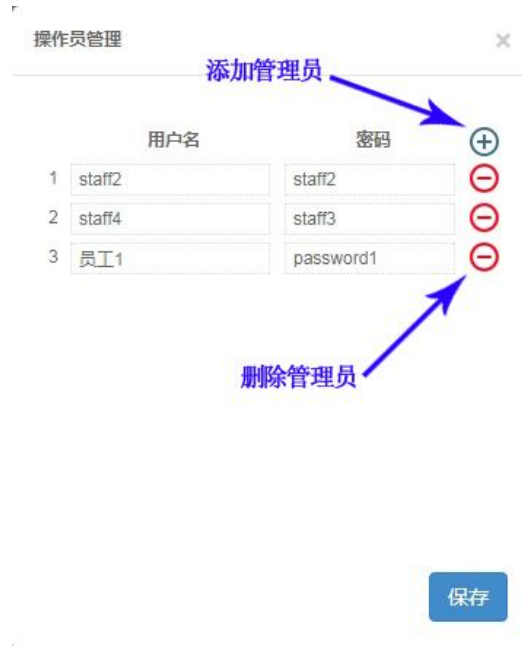 操作员管理 ×
添加管理员
用户名 密码
1 staff2 staff2
2 staff4 staff3
3 员工1 password1
删除管理员
保存